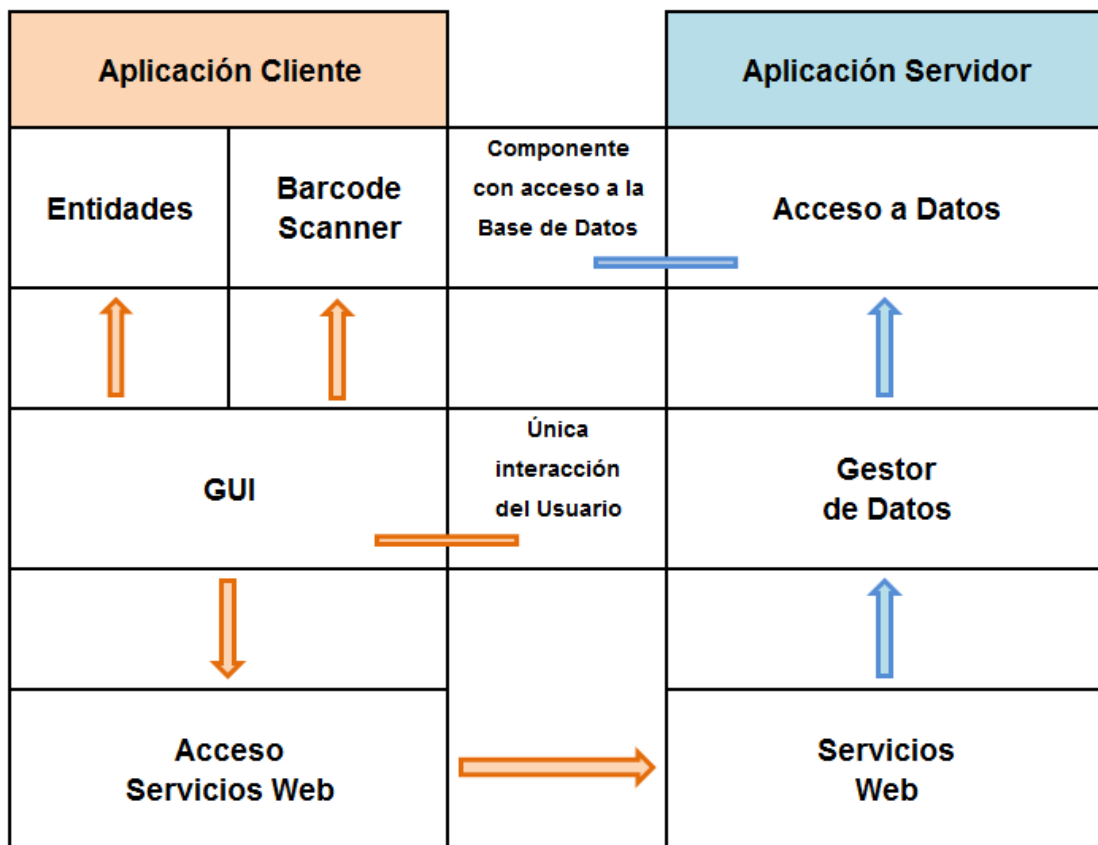 Aplicación Cliente
Aplicación Servidor
Entidades
Barcode
Scanner
Componente
con acceso a la
Base de Datos
Acceso a Datos
GUI
Única
interacción
del Usuario
Gestor
de Datos
Acceso
Servicios Web
Servicios
Web